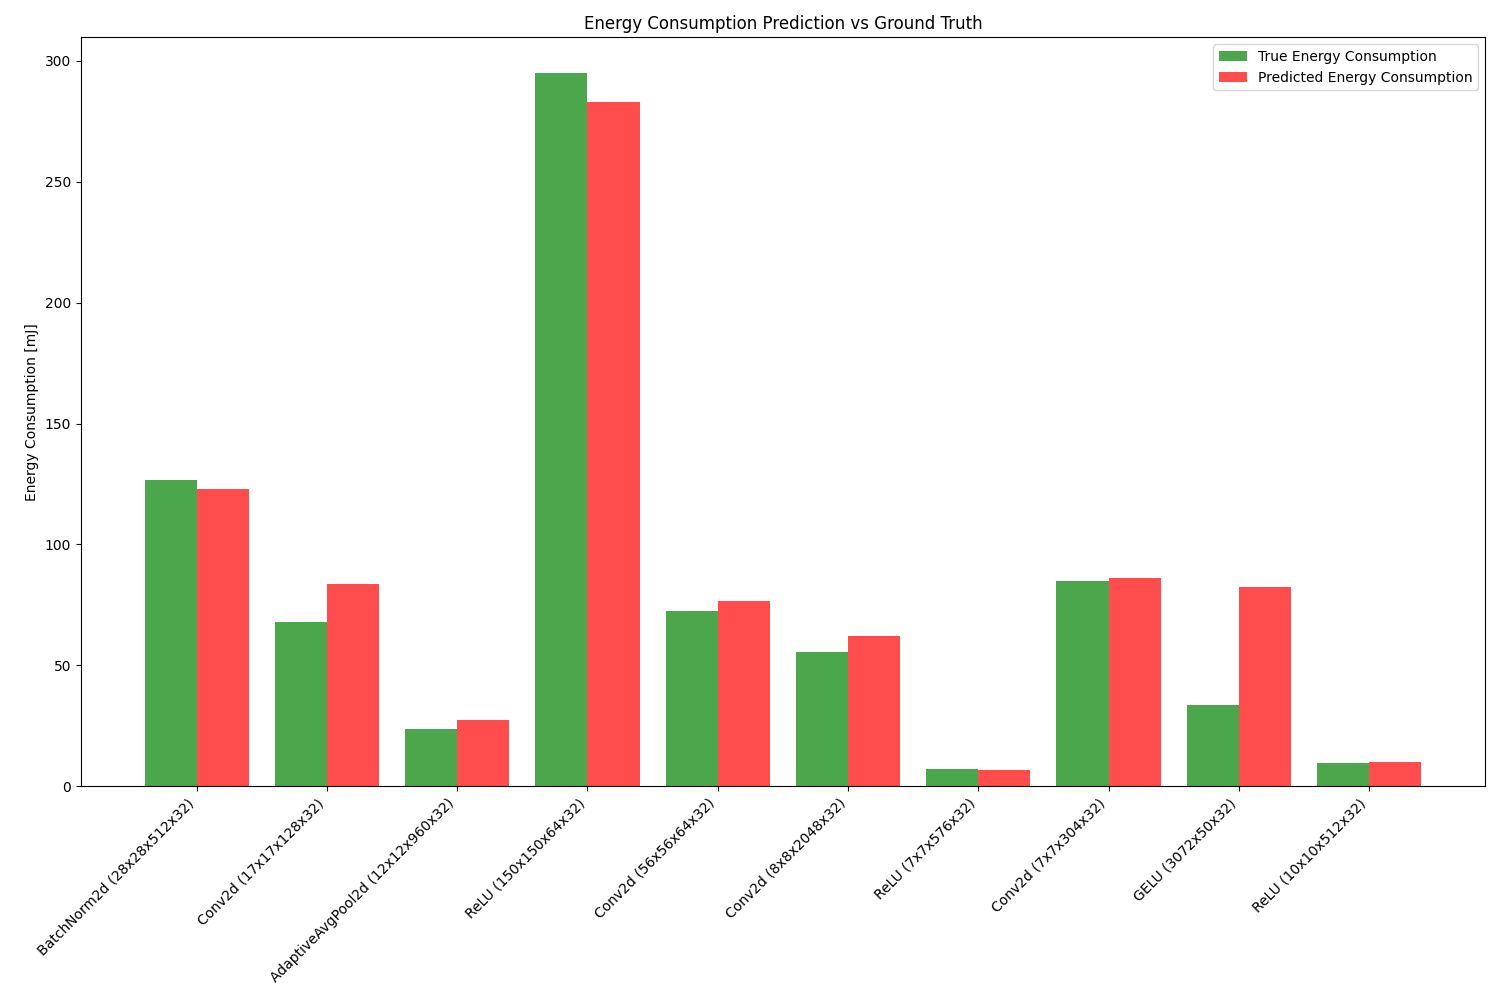 Energy Consumption Prediction vs Ground Truth
True Energy Consumption
Predicted Energy Consumption
Energy Consumption [mJ]
300
250
200
150
100
50
0
BatchNorm2d (28x28x512x32)
Conv2d (17x17x128x32)
AdaptiveAvgPool2d (12x12x960x32)
ReLU (150x150x64x32)
Conv2d (56x56x64x32)
Conv2d (8x8x2048x32)
ReLU (7x7x576x32)
Conv2d (7x7x304x32)
GELU (3072x50x32)
ReLU (10x10x512x32)